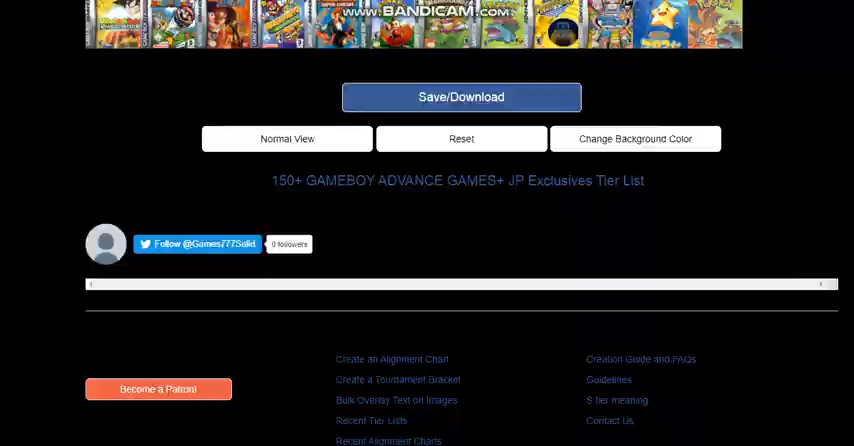 www.BANDICAM.com
Save/Download
Normal View
Reset
Change Background Color
150+ GAMEBOY ADVANCE GAMES+ JP Exclusives Tier List
Follow @Games777Solid
0 followers
Create an Alignment Chart
Creation Guide and FAQs
Become a Patron!
Create a Tournament Bracket
Guidelines
Bulk Overlay Text on Images
S tier meaning
Recent Tier Lists
Contact Us
Recent Alignment Charts